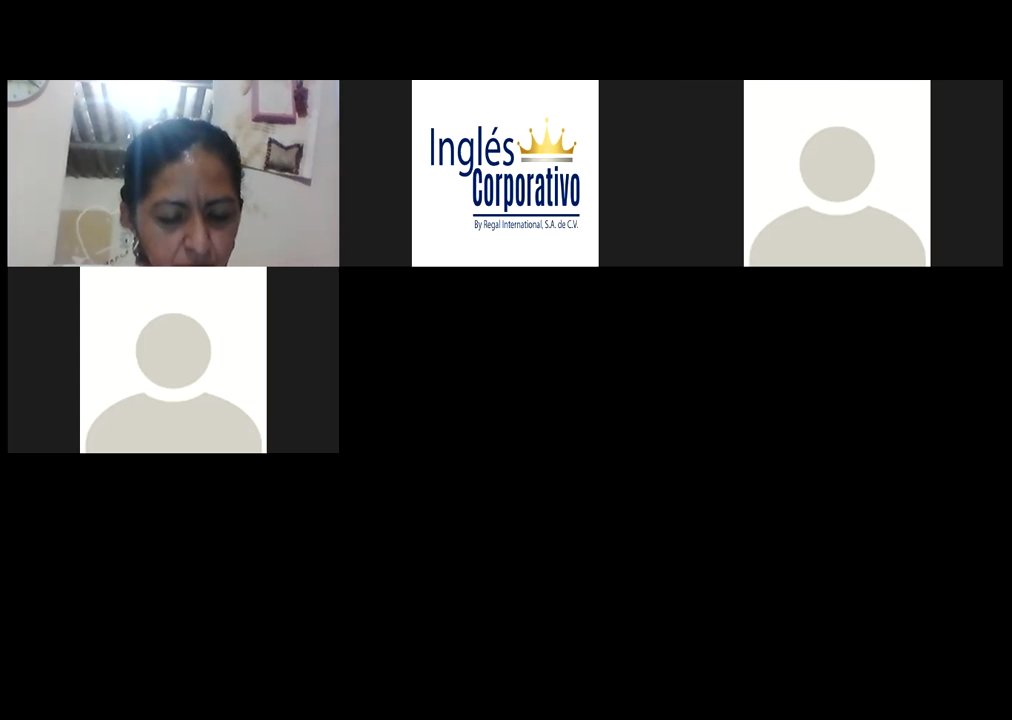 Inglés
Corporativo
By Regal International, S.A. de C.V.